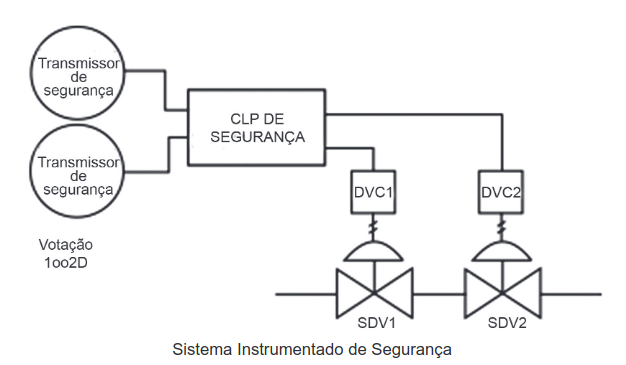 Transmissor
de
segurança
Transmissor
de
segurança
Votação
1oo2D
CLP DE
SEGURANÇA
DVC1
DVC2
SDV1
SDV2
Sistema Instrumentado de Segurança